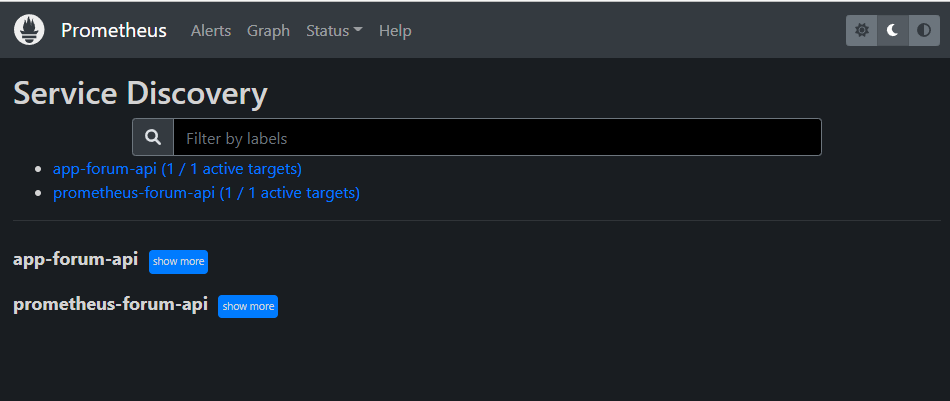 Prometheus Alerts Graph Status Help
Service Discovery
Filter by labels
app-forum-api (1 / 1 active targets)
prometheus-forum-api (1 / 1 active targets)
app-forum-api show more
prometheus-forum-api show more